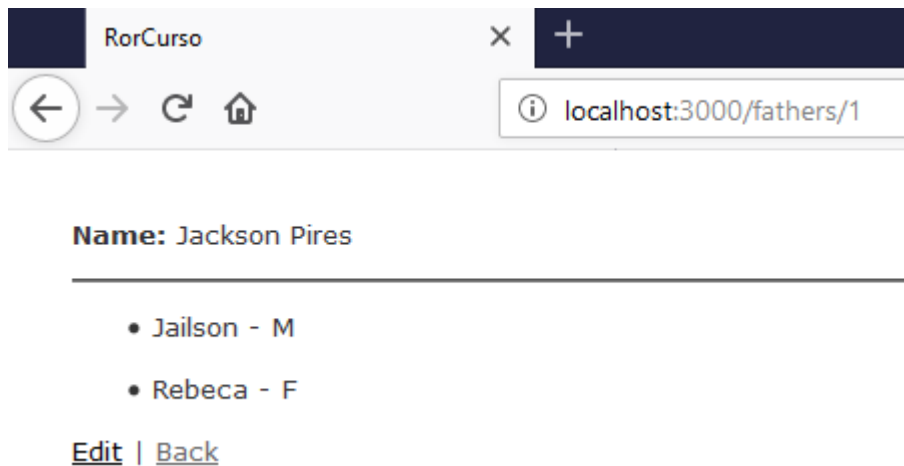 RorCurso
localhost:3000/fathers/1
Name: Jackson Pires
• Jailson - M
• Rebeca - F
Edit | Back